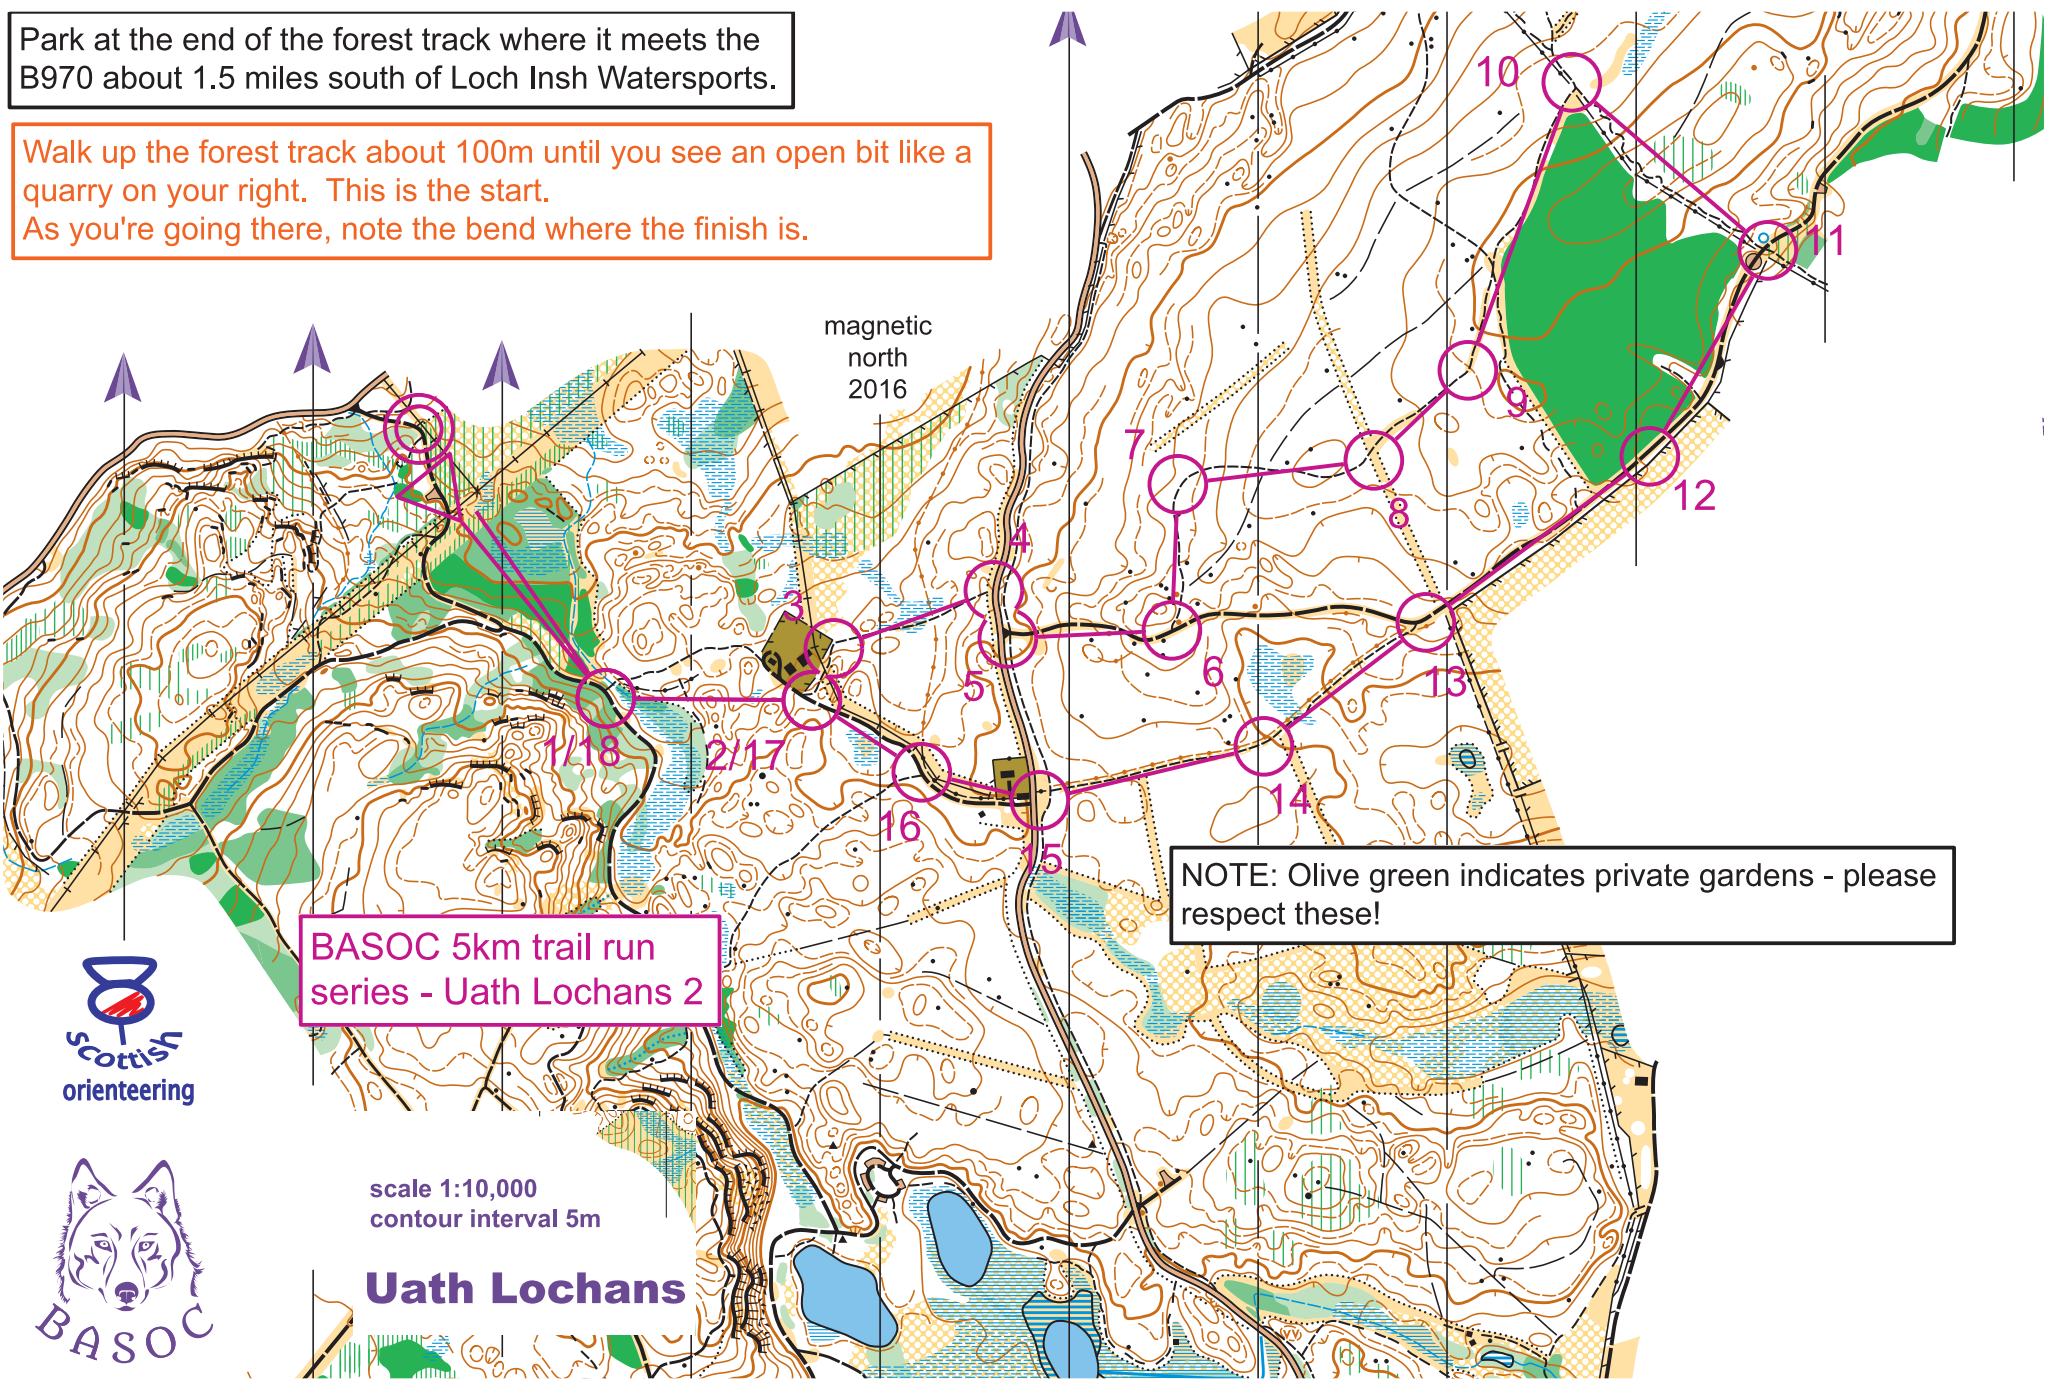 Park at the end of the forest track where it meets the
B970 about 1.5 miles south of Loch Insh Watersports.
Walk up the forest track about 100m until you see an open bit like a
quarry on your right.  This is the start.
As you're going there, note the bend where the finish is.
magnetic
north
2016
10
11
7
9
12
8
4
3
5
6
13
1/18
2/17
14
16
15
NOTE: Olive green indicates private gardens - please
respect these!
BASOC 5km trail run
series - Uath Lochans 2
scottish
orienteering
scale 1:10,000
contour interval 5m
Uath Lochans
BASOC